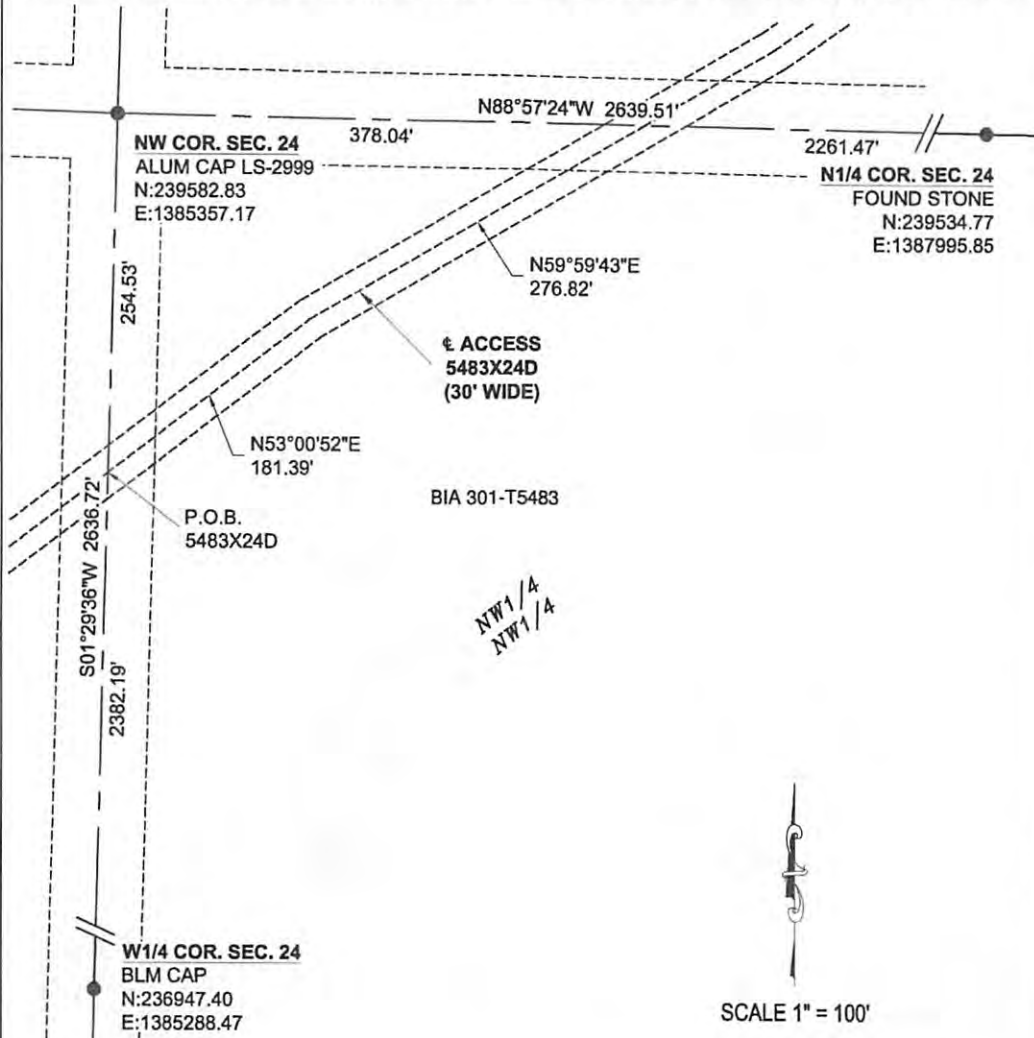 N88°57'24"W 2639.51'
378.04'
2261.47'
NW COR. SEC. 24
ALUM CAP LS-2999
N:239582.83
E:1385357.17
N1/4 COR. SEC. 24
FOUND STONE
N:239534.77
E:1387995.85
254.53'
N59°59'43"E
276.82'
℄ ACCESS
5483X24D
(30' WIDE)
N53°00'52"E
181.39'
BIA 301-T5483
P.O.B.
5483X24D
S01°29'36"W 2636.72'
2382.19'
NW1/4
NW1/4
W1/4 COR. SEC. 24
BLM CAP
N:236947.40
E:1385288.47
SCALE 1" = 100'